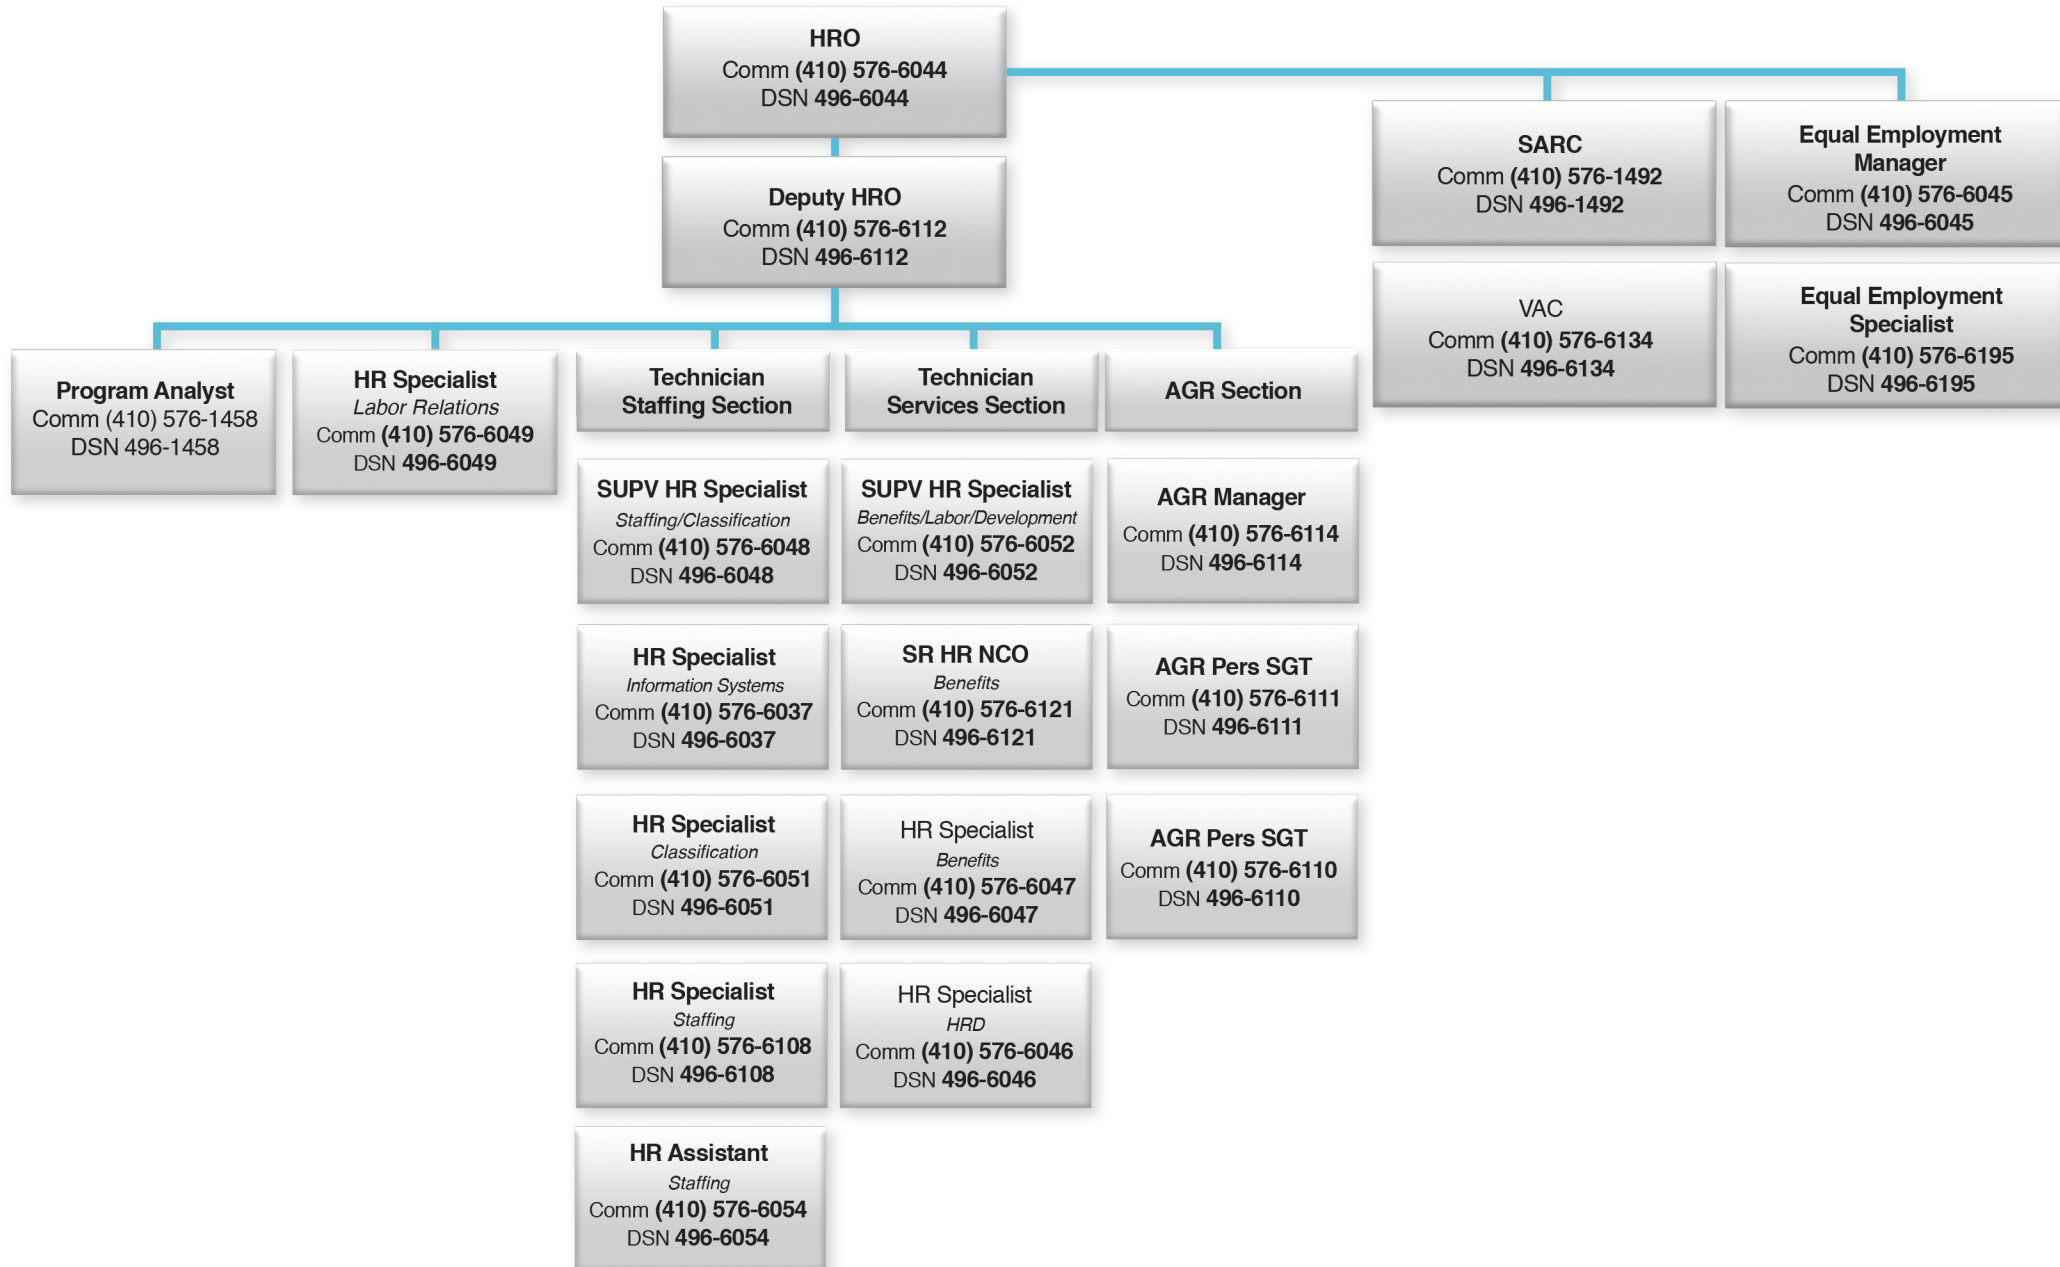 HRO
Comm (410) 576-6044
DSN 496-6044
Deputy HRO
Comm (410) 576-6112
DSN 496-6112
SARC
Comm (410) 576-1492
DSN 496-1492
Equal Employment
Manager
Comm (410) 576-6045
DSN 496-6045
VAC
Comm (410) 576-6134
DSN 496-6134
Equal Employment
Specialist
Comm (410) 576-6195
DSN 496-6195
Program Analyst
Comm (410) 576-1458
DSN 496-1458
HR Specialist
Labor Relations
Comm (410) 576-6049
DSN 496-6049
Technician
Staffing Section
SUPV HR Specialist
Staffing/Classification
Comm (410) 576-6048
DSN 496-6048
HR Specialist
Information Systems
Comm (410) 576-6037
DSN 496-6037
HR Specialist
Classification
Comm (410) 576-6051
DSN 496-6051
HR Specialist
Staffing
Comm (410) 576-6108
DSN 496-6108
HR Assistant
Staffing
Comm (410) 576-6054
DSN 496-6054
Technician
Services Section
SUPV HR Specialist
Benefits/Labor/Development
Comm (410) 576-6052
DSN 496-6052
SR HR NCO
Benefits
Comm (410) 576-6121
DSN 496-6121
HR Specialist
Benefits
Comm (410) 576-6047
DSN 496-6047
HR Specialist
HRD
Comm (410) 576-6046
DSN 496-6046
AGR Section
AGR Manager
Comm (410) 576-6114
DSN 496-6114
AGR Pers SGT
Comm (410) 576-6111
DSN 496-6111
AGR Pers SGT
Comm (410) 576-6110
DSN 496-6110